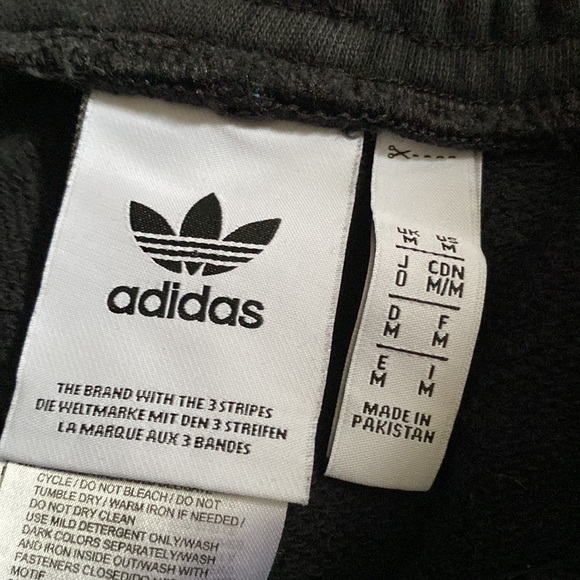 adidas
THE BRAND WITH THE 3 STRIPES
DIE WELTMARKE MIT DEN 3 STREIFEN
LA MARQUE AUX 3 BANDES
UK US
M M
J CDN
O M/M
D F
M M
E I
M M
MADE IN
PAKISTAN
CYCLE/DO NOT BLEACH/DO NOT
TUMBLE DRY/WARM IRON IF NEEDED/
DO NOT DRY CLEAN
USE MILD DETERGENT ONLY/WASH
DARK COLORS SEPARATELY/WASH
AND IRON INSIDE OUT/WASH WITH
FASTENERS CLOSED/DO NOT
MOTIF